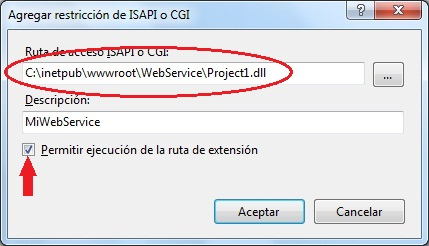 Agregar restricción de ISAPI o CGI
Ruta de acceso ISAPI o CGI:
C:\inetpub\wwwroot\WebService\Project1.dll
...
Descripción:
MiWebService
Permitir ejecución de la ruta de extensión
Aceptar
Cancelar